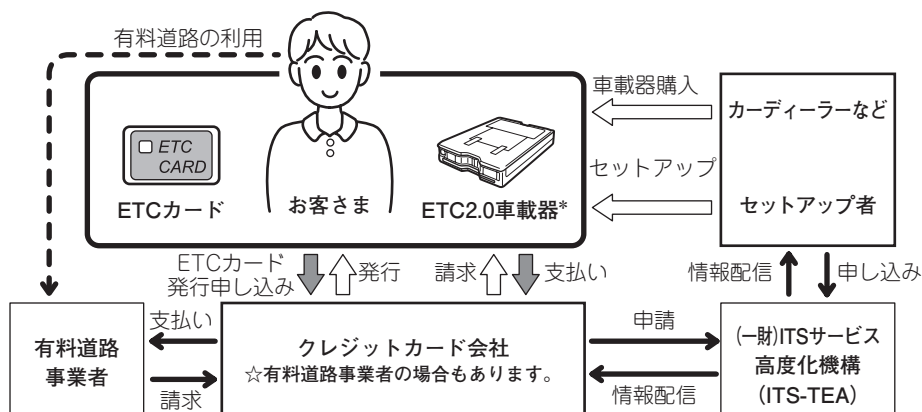 有料道路の利用
ETC
CARD
ETCカード
お客さま
ETC2.0車載器*
車載器購入
セットアップ
カーディーラーなど
セットアップ者
ETCカード
発行申し込み
発行
請求
支払い
情報配信
申し込み
有料道路
事業者
支払い
請求
クレジットカード会社
☆有料道路事業者の場合もあります。
申請
情報配信
(一財)ITSサービス
高度化機構
(ITS-TEA)